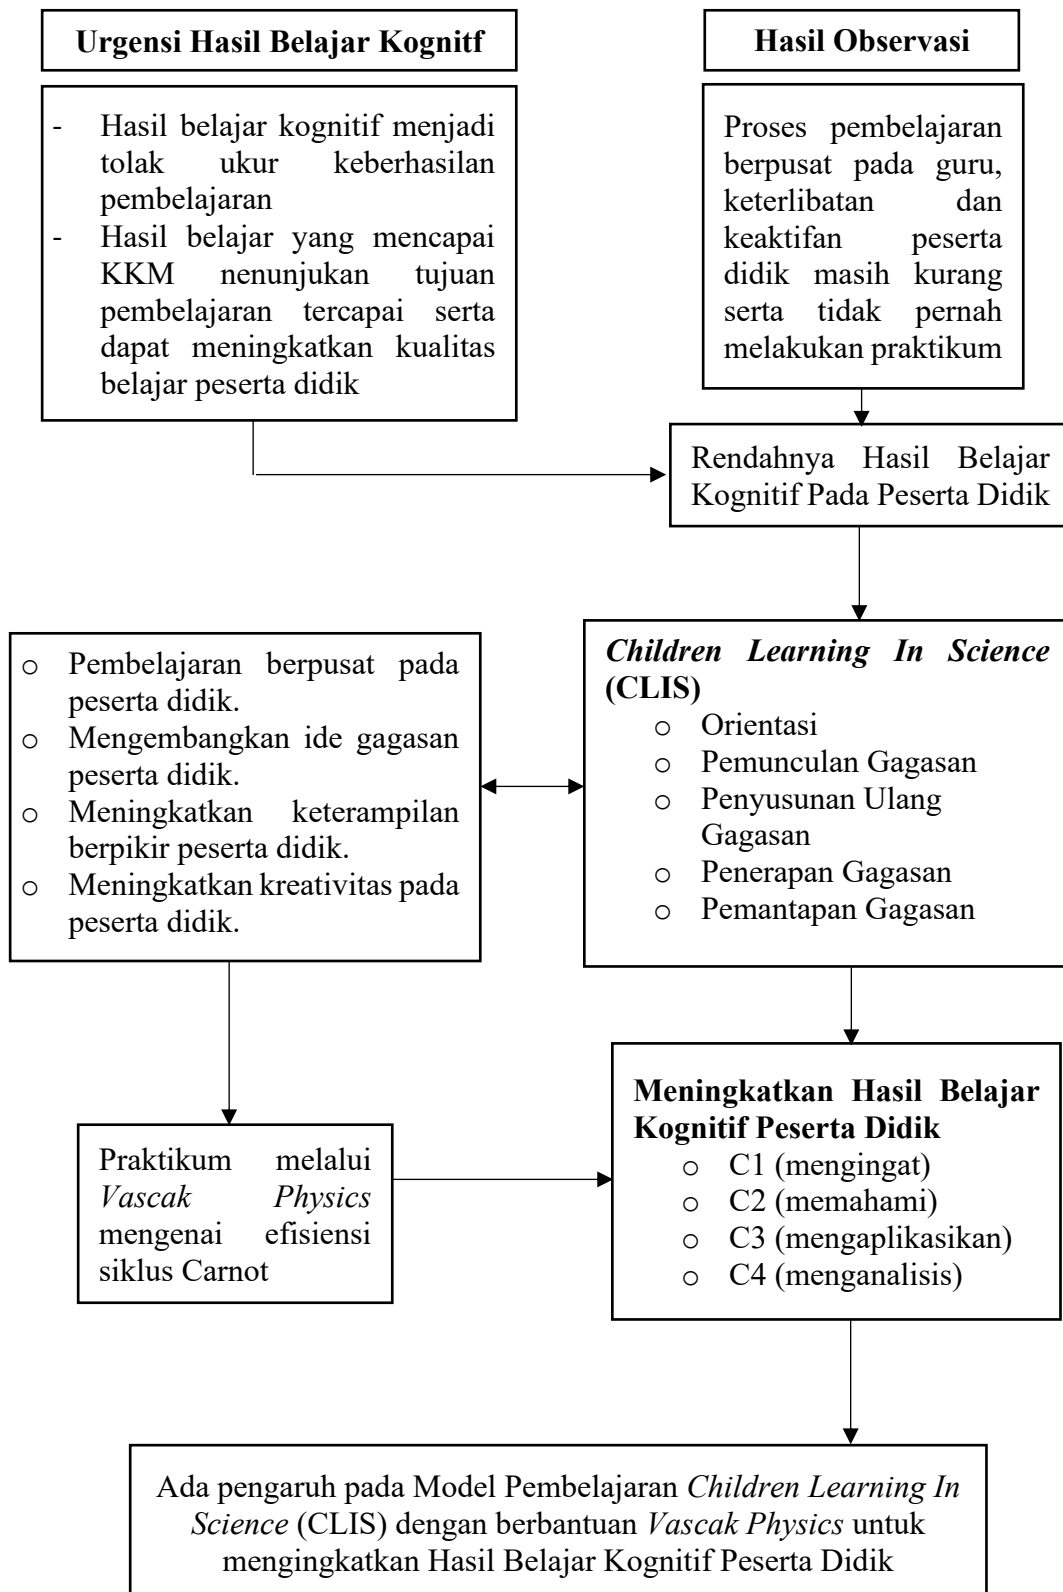 Urgensi Hasil Belajar Kognitf
Hasil Observasi
- Hasil belajar kognitif menjadi
tolak ukur keberhasilan
pembelajaran
- Hasil belajar yang mencapai
KKM nenunjukan tujuan
pembelajaran tercapai serta
dapat meningkatkan kualitas
belajar peserta didik
Proses pembelajaran
berpusat pada guru,
keterlibatan dan
keaktifan peserta
didik masih kurang
serta tidak pernah
melakukan praktikum
Rendahnya Hasil Belajar
Kognitif Pada Peserta Didik
o Pembelajaran berpusat pada
peserta didik.
o Mengembangkan ide gagasan
peserta didik.
o Meningkatkan keterampilan
berpikir peserta didik.
o Meningkatkan kreativitas pada
peserta didik.
Children Learning In Science
(CLIS)
o Orientasi
o Pemunculan Gagasan
o Penyusunan Ulang
Gagasan
o Penerapan Gagasan
o Pemantapan Gagasan
Praktikum melalui
Vascak Physics
mengenai efisiensi
siklus Carnot
Meningkatkan Hasil Belajar
Kognitif Peserta Didik
o C1 (mengingat)
o C2 (memahami)
o C3 (mengaplikasikan)
o C4 (menganalisis)
Ada pengaruh pada Model Pembelajaran Children Learning In
Science (CLIS) dengan berbantuan Vascak Physics untuk
mengingkatkan Hasil Belajar Kognitif Peserta Didik